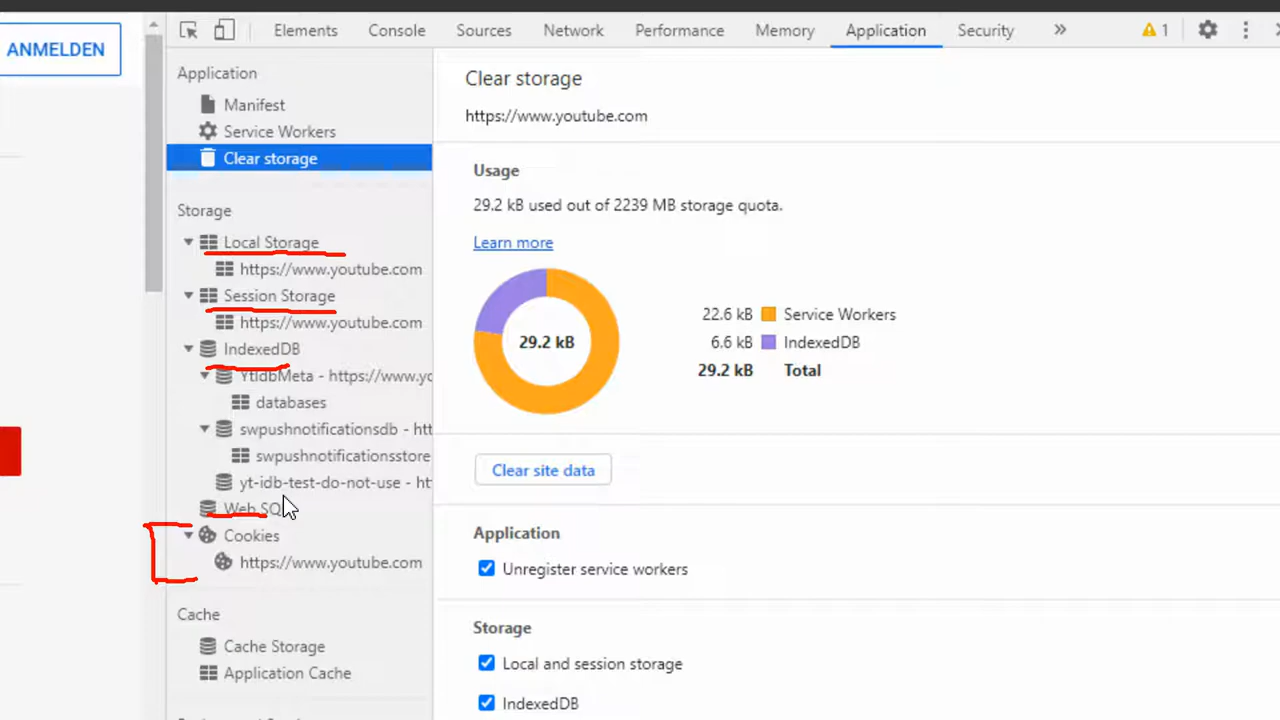 ANMELDEN
Elements Console Sources Network Performance Memory Application Security » 1
Application
Manifest
Service Workers
Clear storage
Storage
Local Storage
https://www.youtube.com
Session Storage
https://www.youtube.com
IndexedDB
YtIdbMeta - https://www.yo
databases
swpushnotificationsdb - htt
swpushnotificationsstore
yt-idb-test-do-not-use - htt
Web SQ
Cookies
https://www.youtube.com
Cache
Cache Storage
Application Cache
Clear storage
https://www.youtube.com
Usage
29.2 kB used out of 2239 MB storage quota.
Learn more
29.2 kB
22.6 kB Service Workers
6.6 kB IndexedDB
29.2 kB Total
Clear site data
Application
Unregister service workers
Storage
Local and session storage
IndexedDB